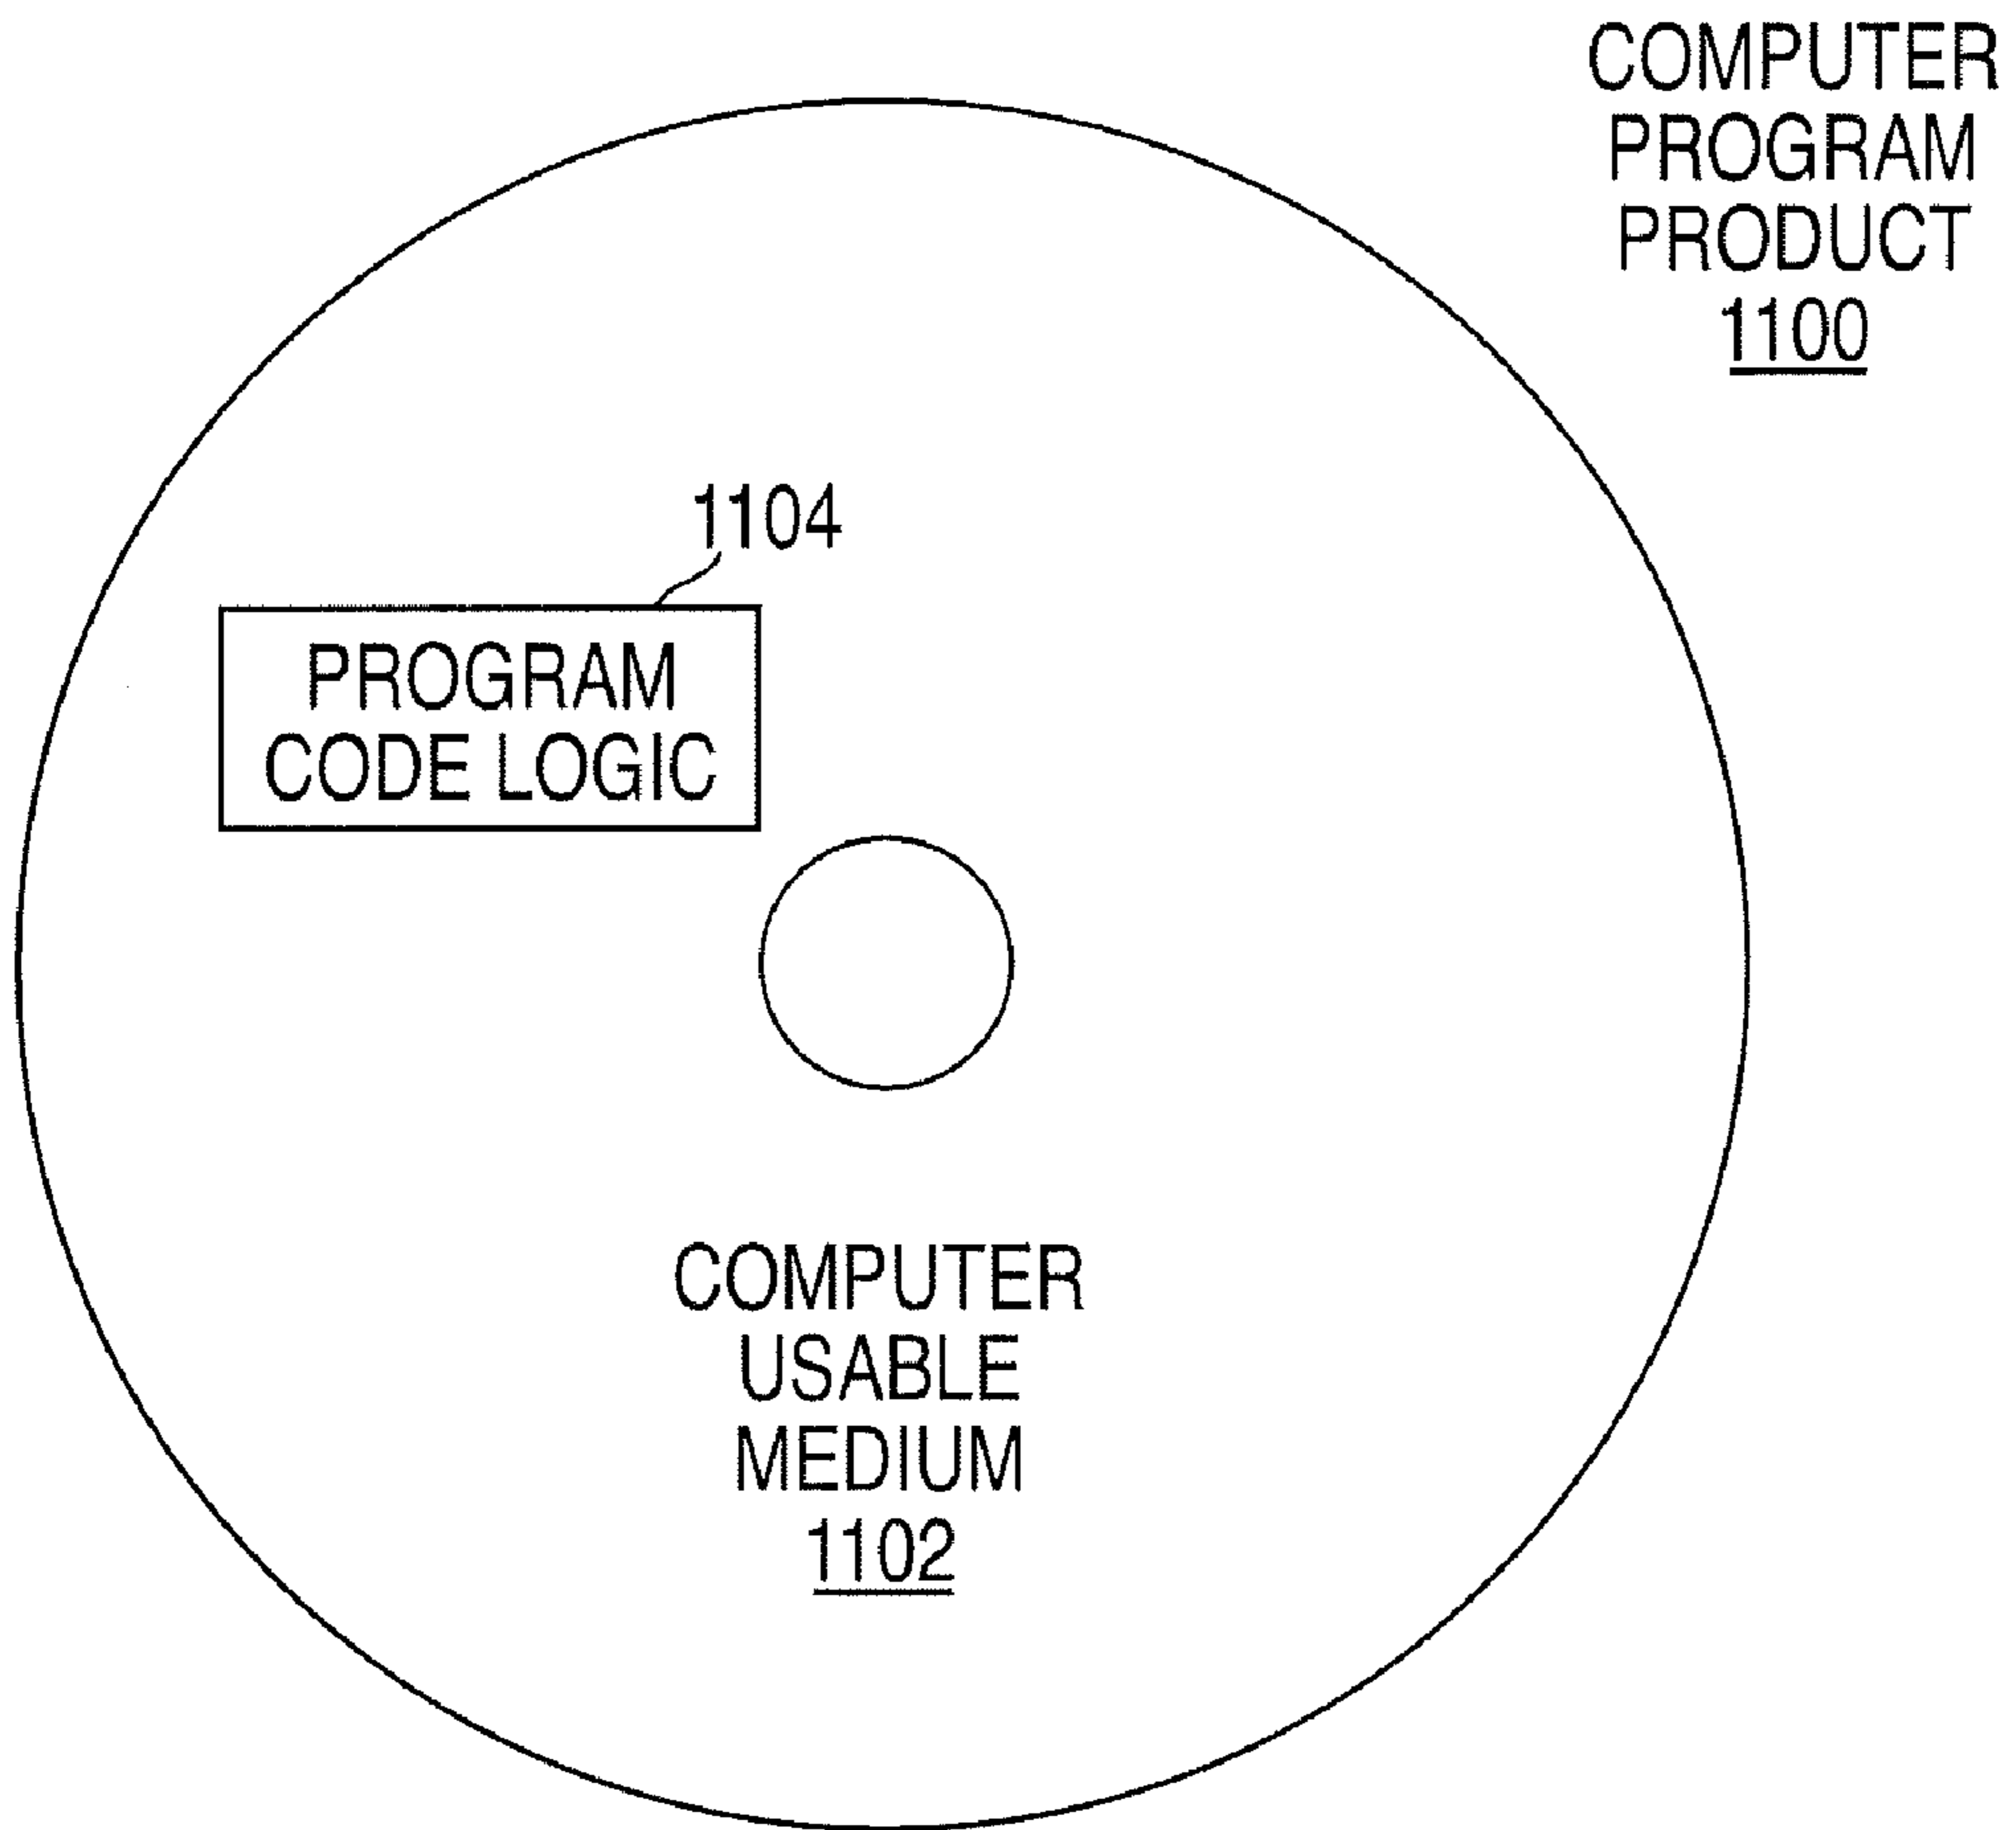 COMPUTER
PROGRAM
PRODUCT
1100
1104
PROGRAM
CODE LOGIC
COMPUTER
USABLE
MEDIUM
1102